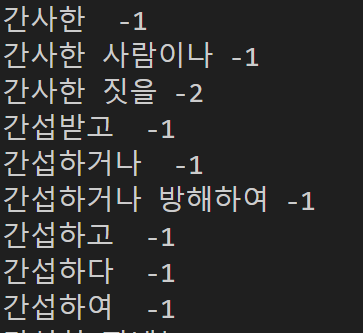 간사한  -1
간사한 사람이나 -1
간사한 짓을 -2
간섭받고  -1
간섭하거나  -1
간섭하거나 방해하여 -1
간섭하고  -1
간섭하다  -1
간섭하여  -1